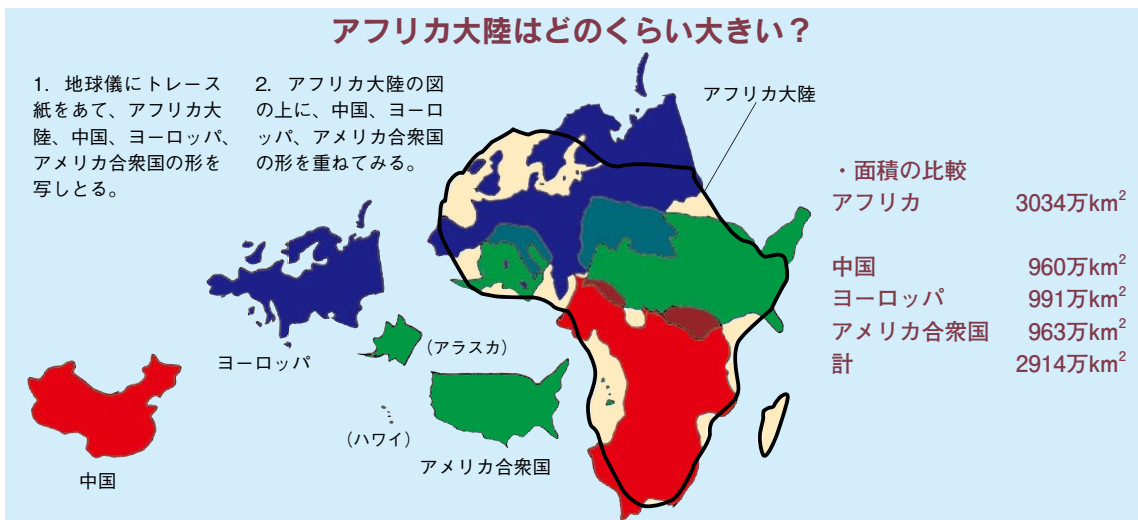 アフリカ大陸はどのくらい大きい?
1. 地球儀にトレース
紙をあて、アフリカ大
陸、中国、ヨーロッパ、
アメリカ合衆国の形を
写しとる。
2. アフリカ大陸の図
の上に、中国、ヨーロ
ッパ、アメリカ合衆国
の形を重ねてみる。
アフリカ大陸
・面積の比較
アフリカ 3034万km²
中国 960万km²
ヨーロッパ 991万km²
アメリカ合衆国 963万km²
計 2914万km²
ヨーロッパ
(アラスカ)
(ハワイ)
アメリカ合衆国
中国